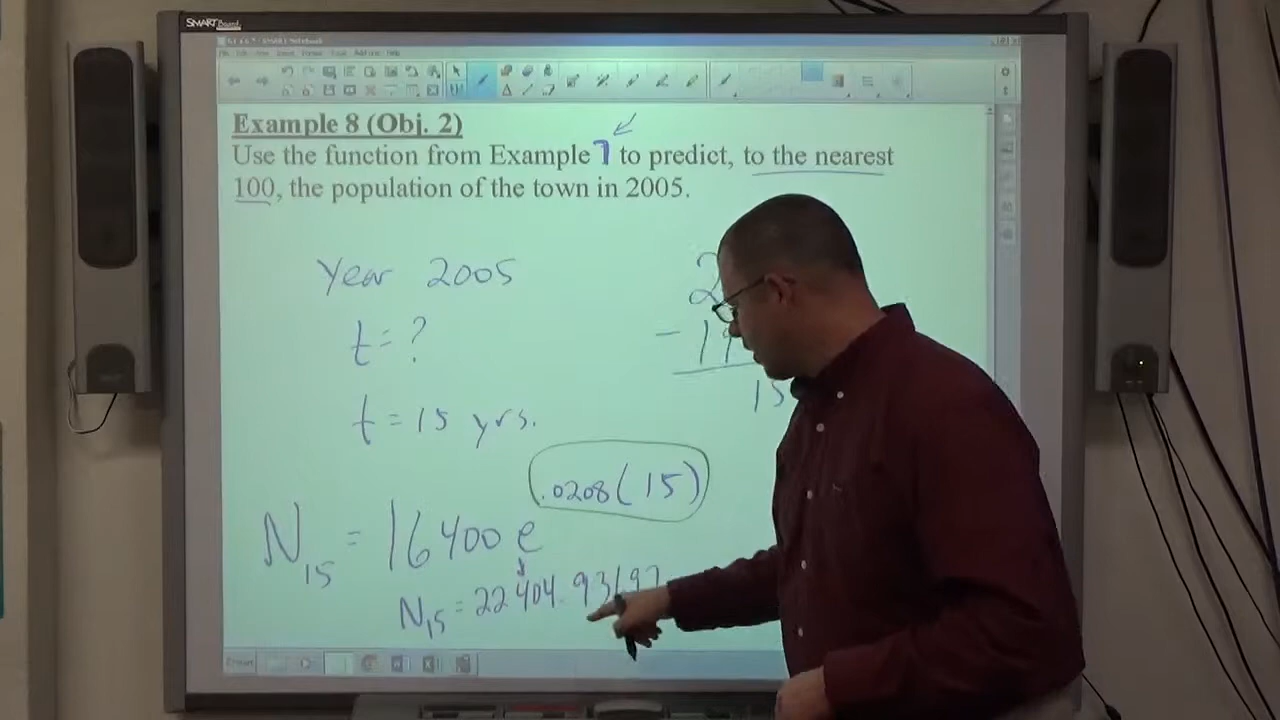 SMART Board
Example 8 (Obj. 2)
Use the function from Example 7 to predict, to the nearest
100, the population of the town in 2005.
Year 2005
t = ?
t = 15 yrs.
15
.0208(15)
N15 = 16400 e
N15 = 22404.93697